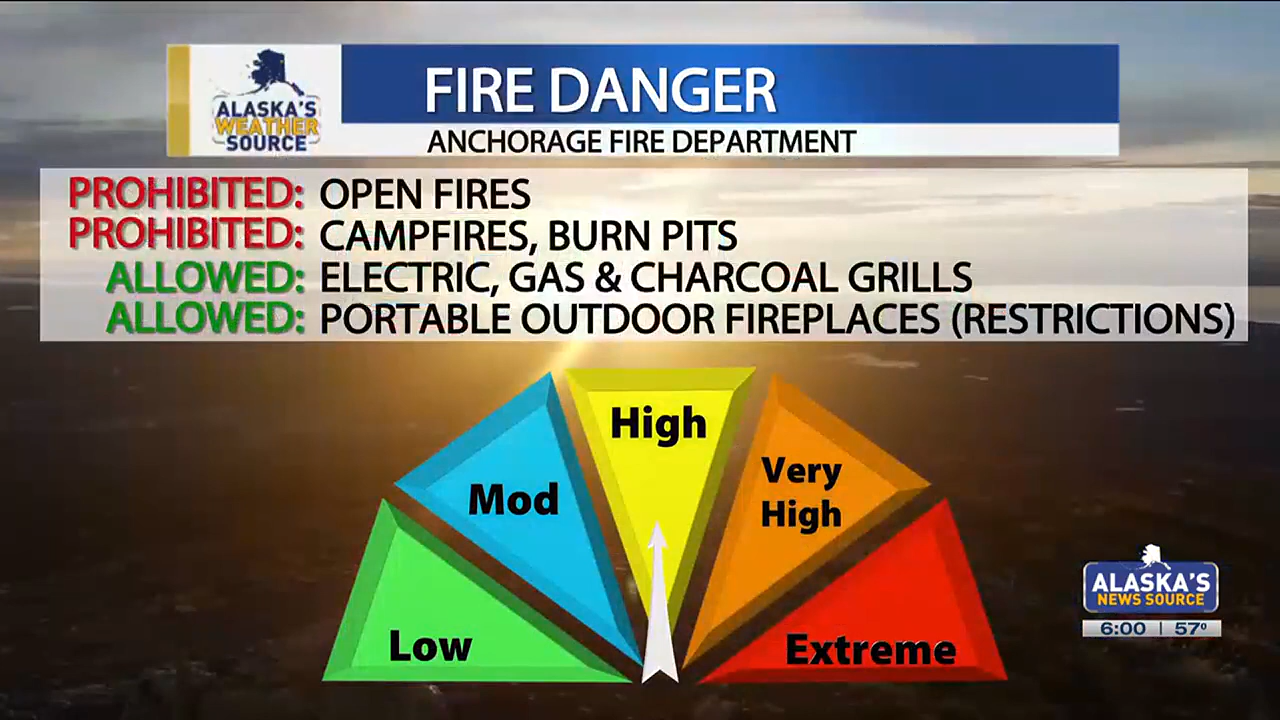 ALASKA'S
WEATHER
SOURCE
FIRE DANGER
ANCHORAGE FIRE DEPARTMENT
PROHIBITED: OPEN FIRES
PROHIBITED: CAMPFIRES, BURN PITS
ALLOWED: ELECTRIC, GAS & CHARCOAL GRILLS
ALLOWED: PORTABLE OUTDOOR FIREPLACES (RESTRICTIONS)
Low
Mod
High
Very
High
Extreme
ALASKA'S
NEWS SOURCE
6:00 | 57º